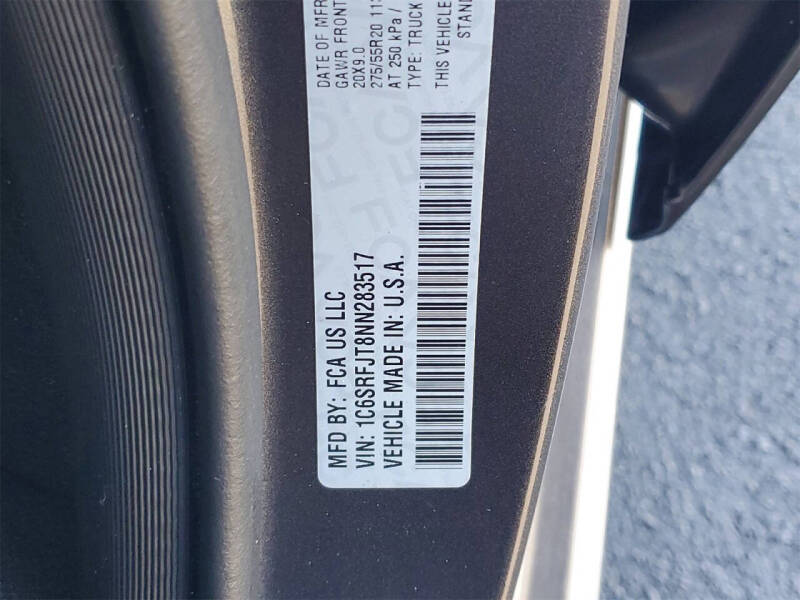 DATE OF MFR
GAWR FRONT
20X9.0
275/55R20
AT 250 kPa /
TYPE: TRUCK
THIS VEHICLE
STAND
MFD BY: FCA US LLC
VIN: 1C6SRFJT8NN283517
VEHICLE MADE IN: U.S.A.